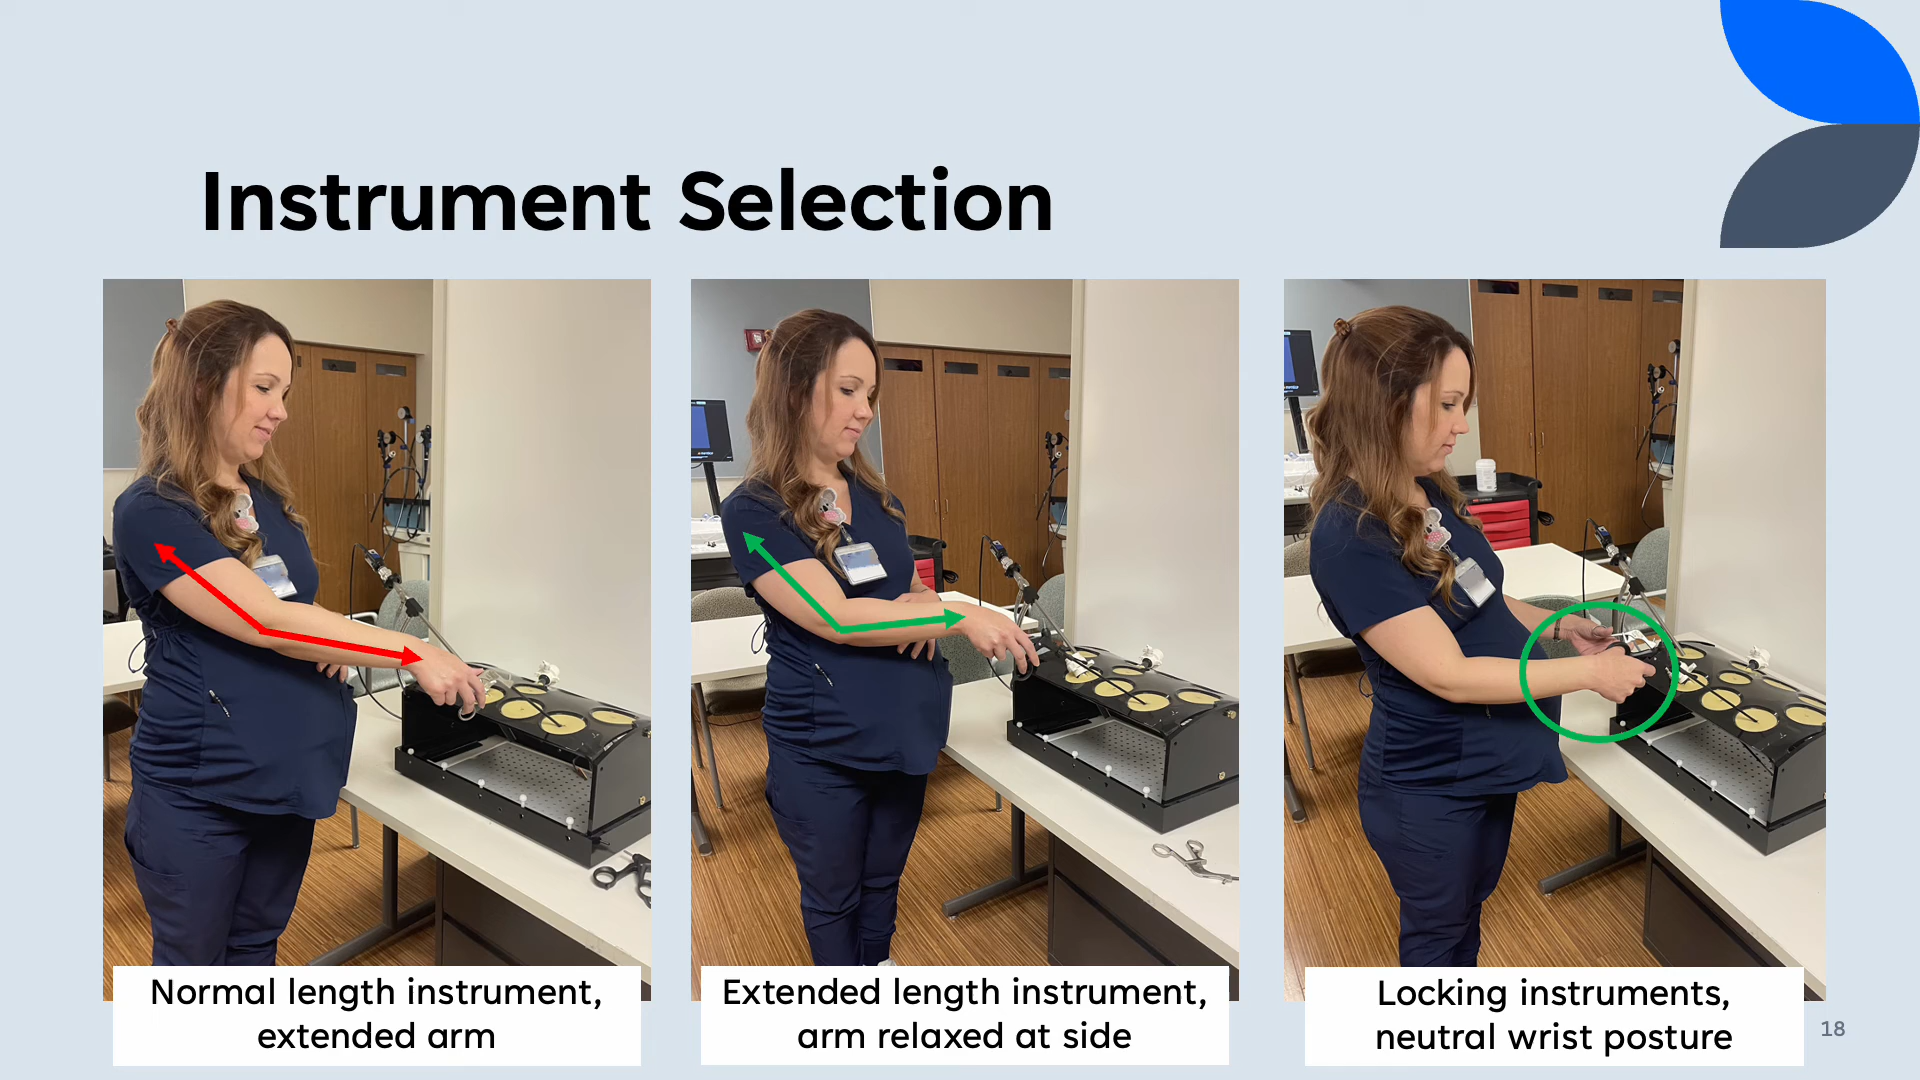 Instrument Selection
Normal length instrument,
extended arm
Extended length instrument,
arm relaxed at side
Locking instruments,
neutral wrist posture
18